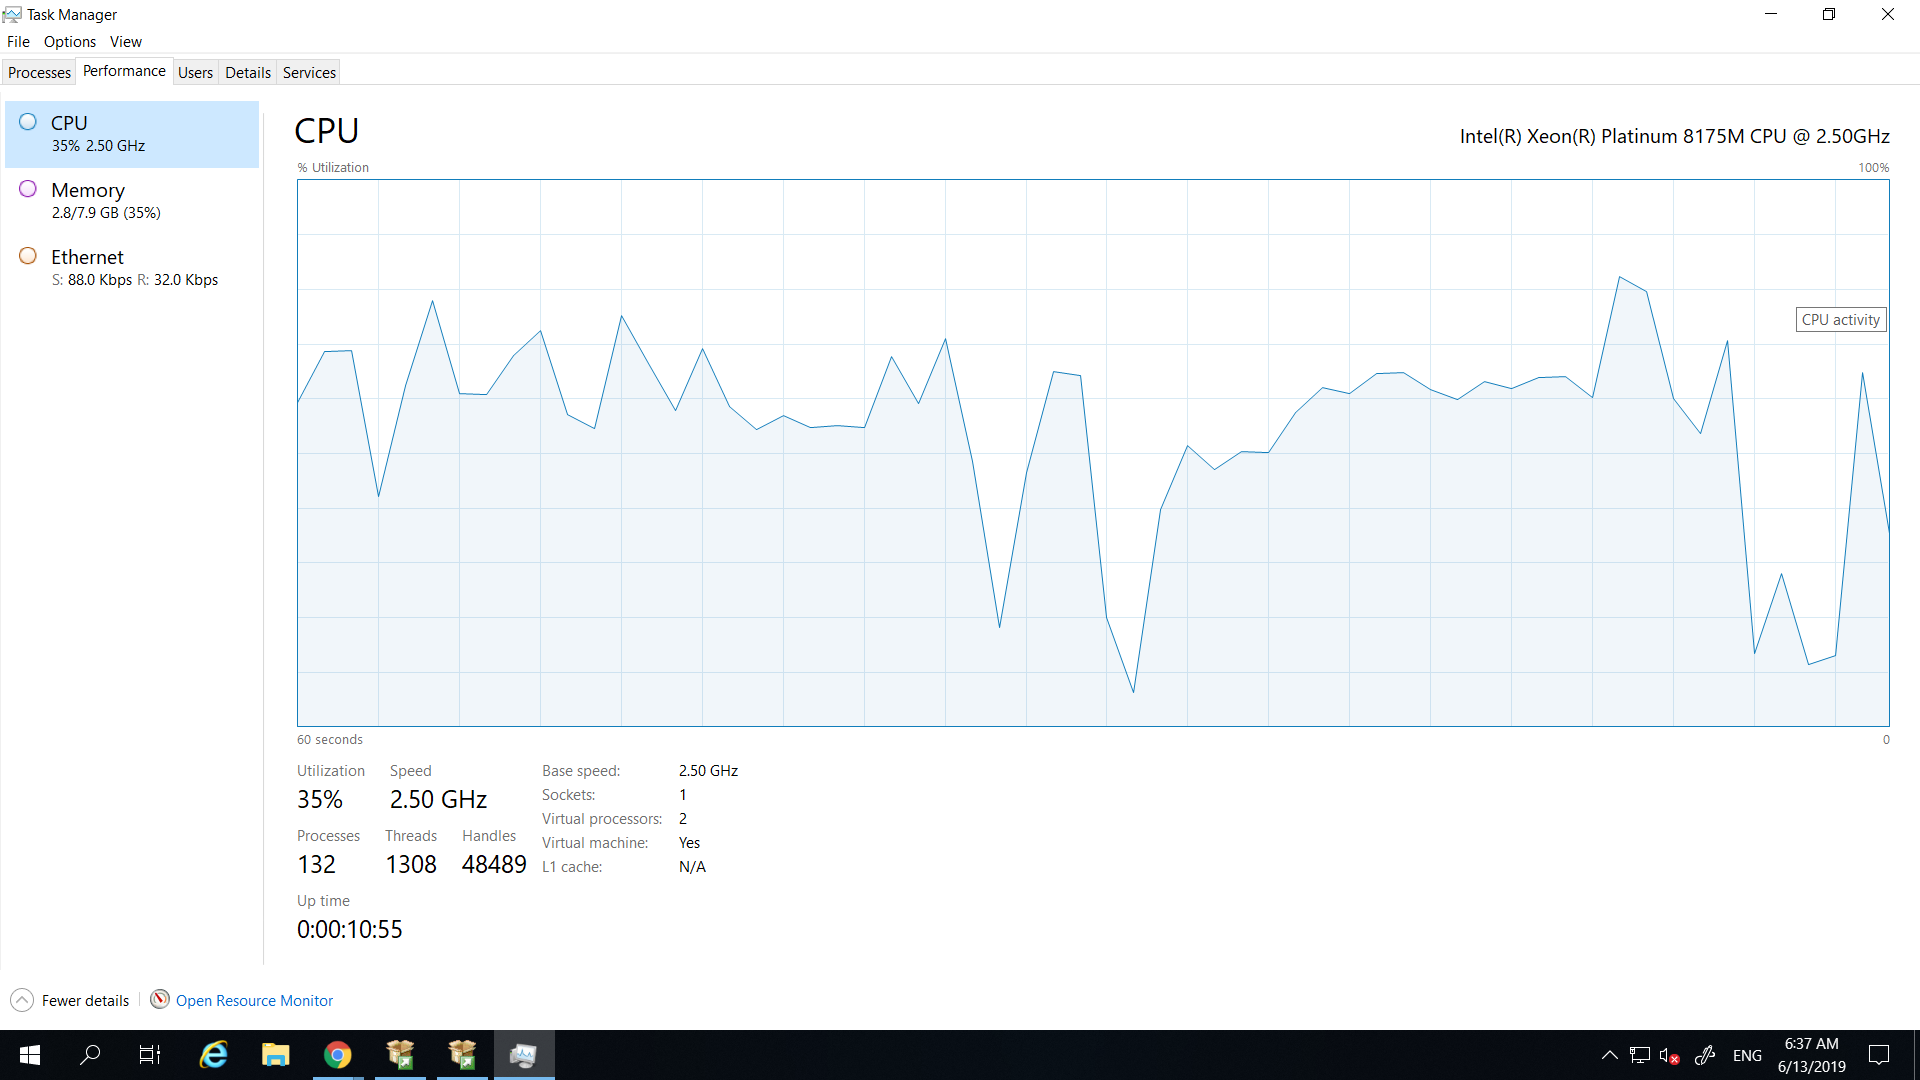 Task Manager
File Options View
Processes Performance Users Details Services
CPU
35% 2.50 GHz
Memory
2.8/7.9 GB (35%)
Ethernet
S: 88.0 Kbps R: 32.0 Kbps
CPU
Intel(R) Xeon(R) Platinum 8175M CPU @ 2.50GHz
% Utilization
100%
CPU activity
60 seconds
0
Utilization Speed
35% 2.50 GHz
Processes Threads Handles
132 1308 48489
Up time
0:00:10:55
Base speed: 2.50 GHz
Sockets: 1
Virtual processors: 2
Virtual machine: Yes
L1 cache: N/A
Fewer details
Open Resource Monitor
ENG
6:37 AM
6/13/2019